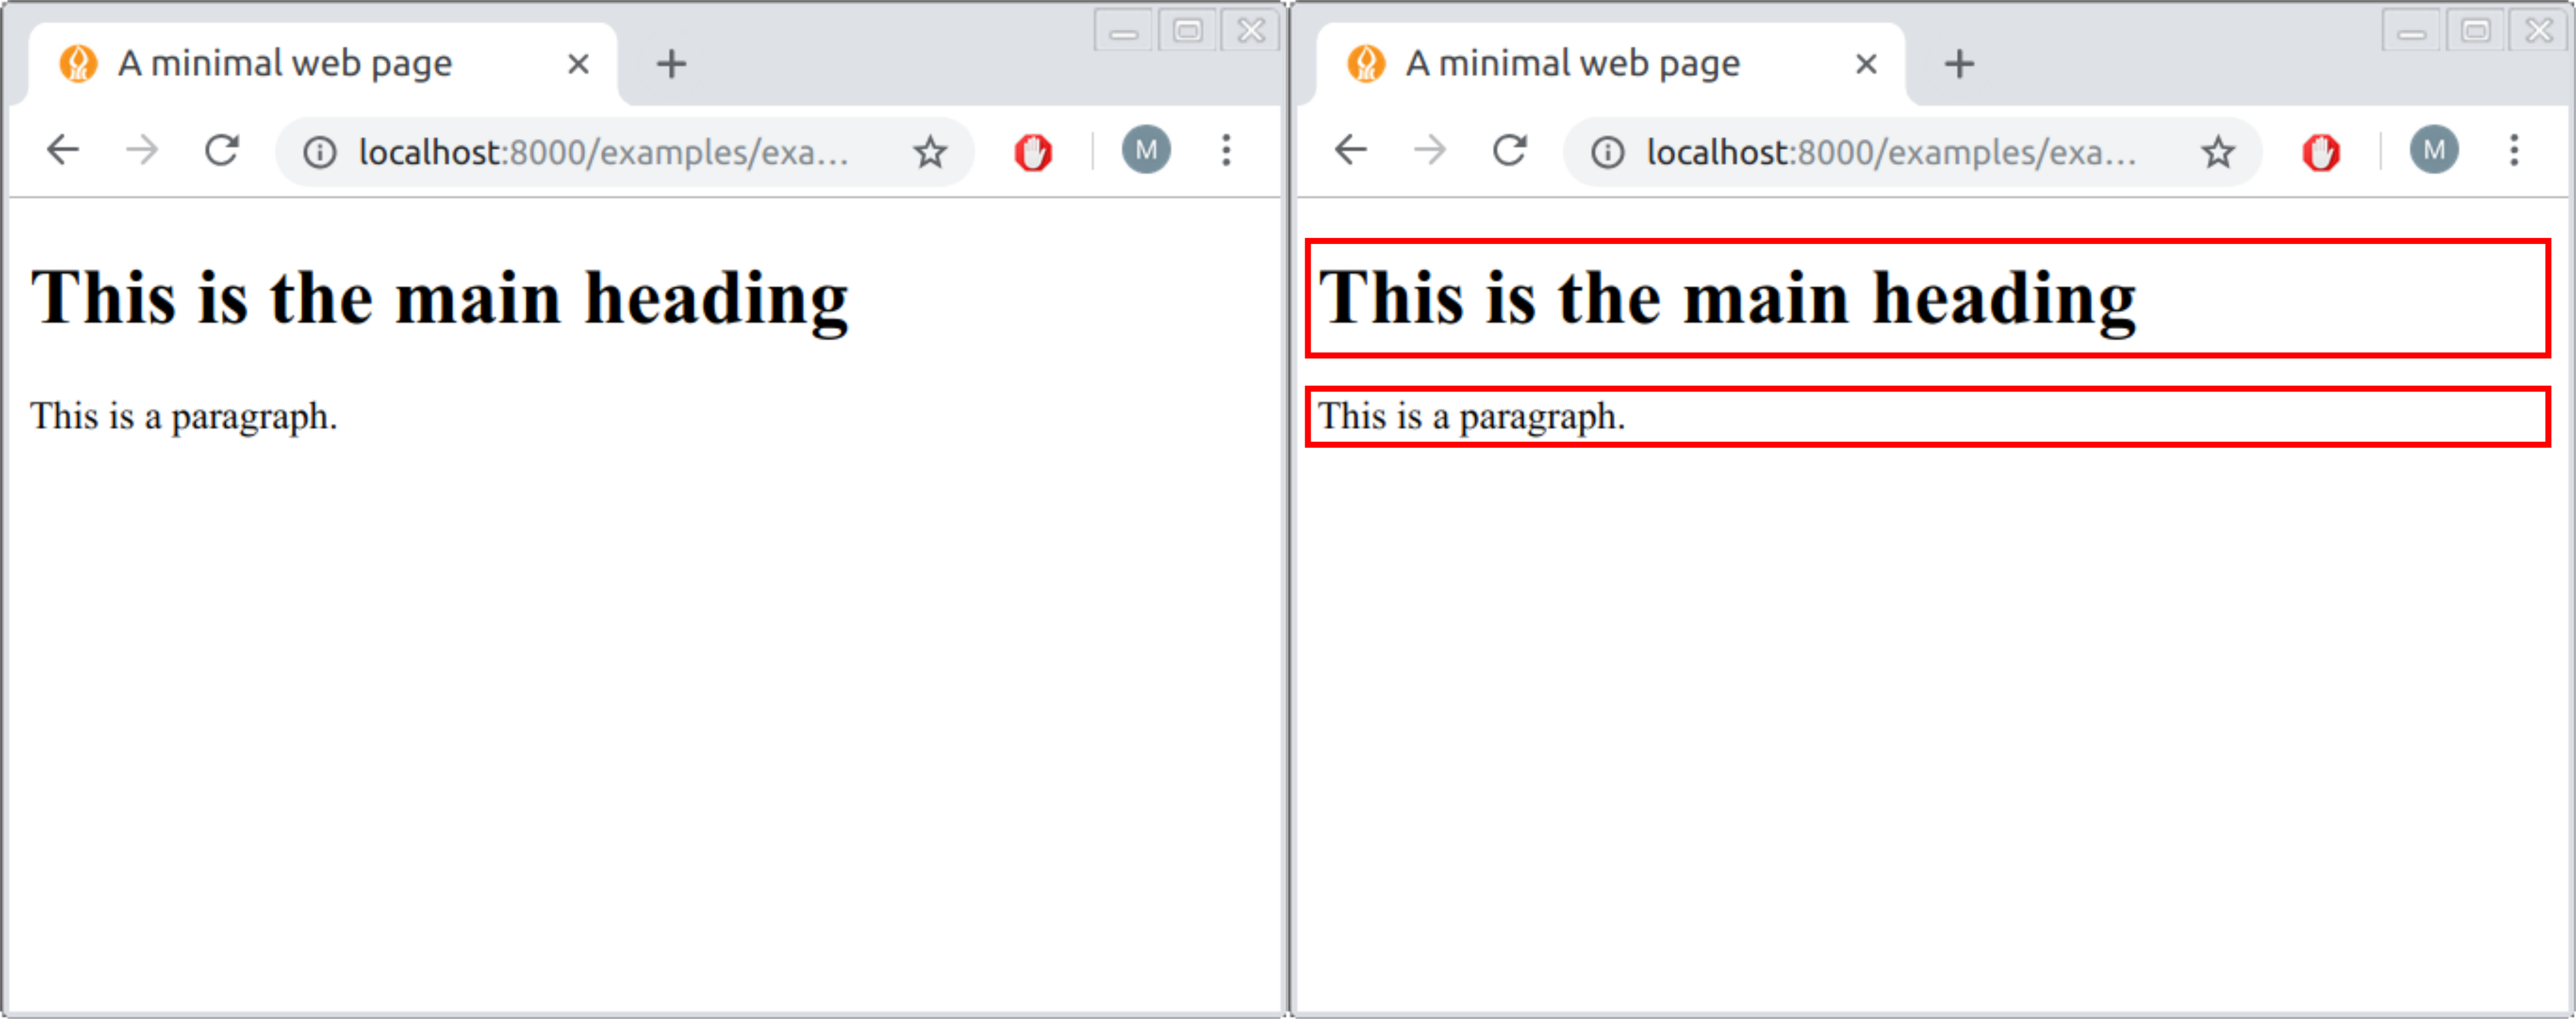 A minimal web page
localhost:8000/examples/exa...
M
This is the main heading
This is a paragraph.
A minimal web page
localhost:8000/examples/exa...
M
This is the main heading
This is a paragraph.